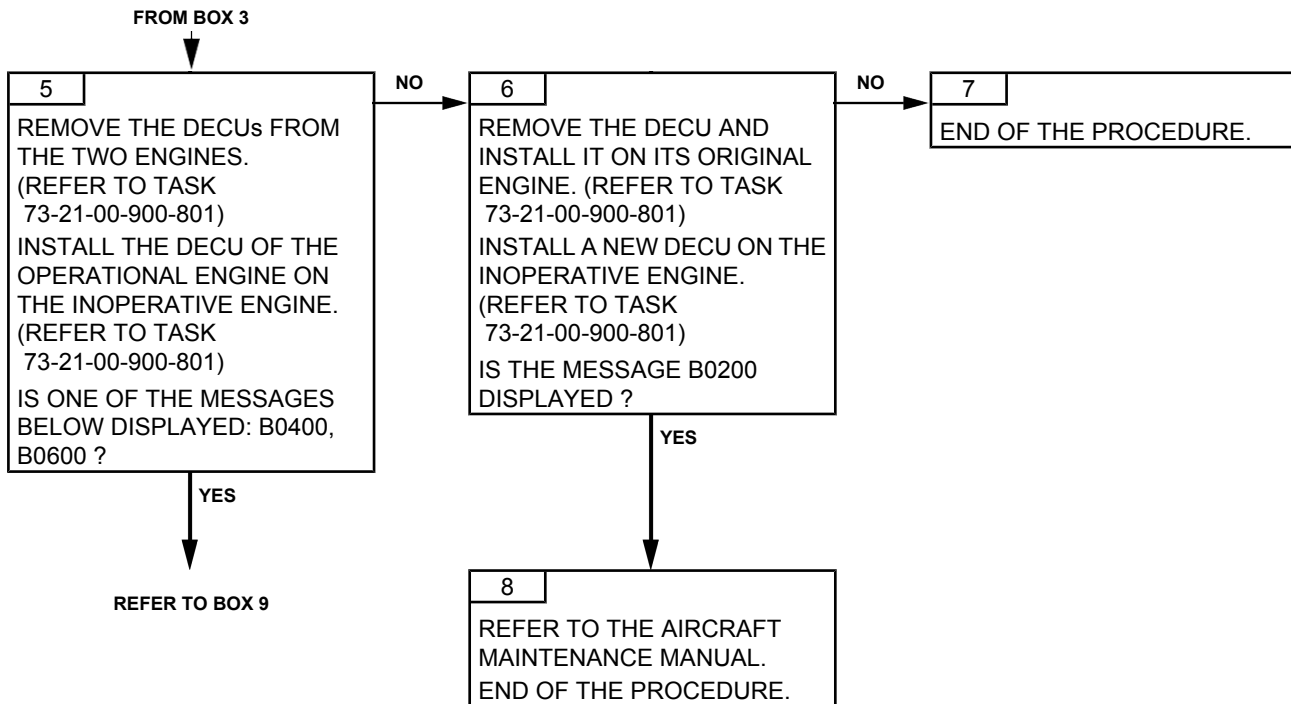 FROM BOX 3
5
REMOVE THE DECUs FROM
THE TWO ENGINES.
(REFER TO TASK
73-21-00-900-801)
INSTALL THE DECU OF THE
OPERATIONAL ENGINE ON
THE INOPERATIVE ENGINE.
(REFER TO TASK
73-21-00-900-801)
IS ONE OF THE MESSAGES
BELOW DISPLAYED: B0400,
B0600 ?
NO
YES
REFER TO BOX 9
6
REMOVE THE DECU AND
INSTALL IT ON ITS ORIGINAL
ENGINE. (REFER TO TASK
73-21-00-900-801)
INSTALL A NEW DECU ON THE
INOPERATIVE ENGINE.
(REFER TO TASK
73-21-00-900-801)
IS THE MESSAGE B0200
DISPLAYED ?
NO
YES
7
END OF THE PROCEDURE.
8
REFER TO THE AIRCRAFT
MAINTENANCE MANUAL.
END OF THE PROCEDURE.